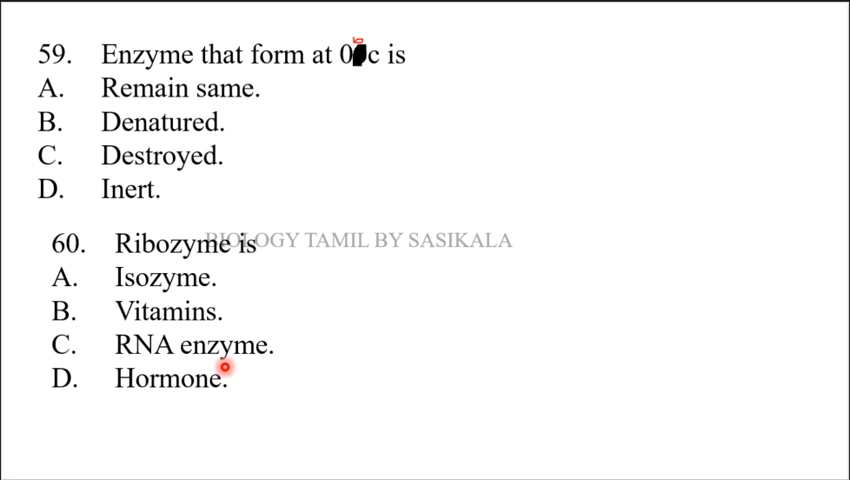 59. Enzyme that form at 0 c is
A. Remain same.
B. Denatured.
C. Destroyed.
D. Inert.
BIOLOGY TAMIL BY SASIKALA
60. Ribozyme is
A. Isozyme.
B. Vitamins.
C. RNA enzyme.
D. Hormone.